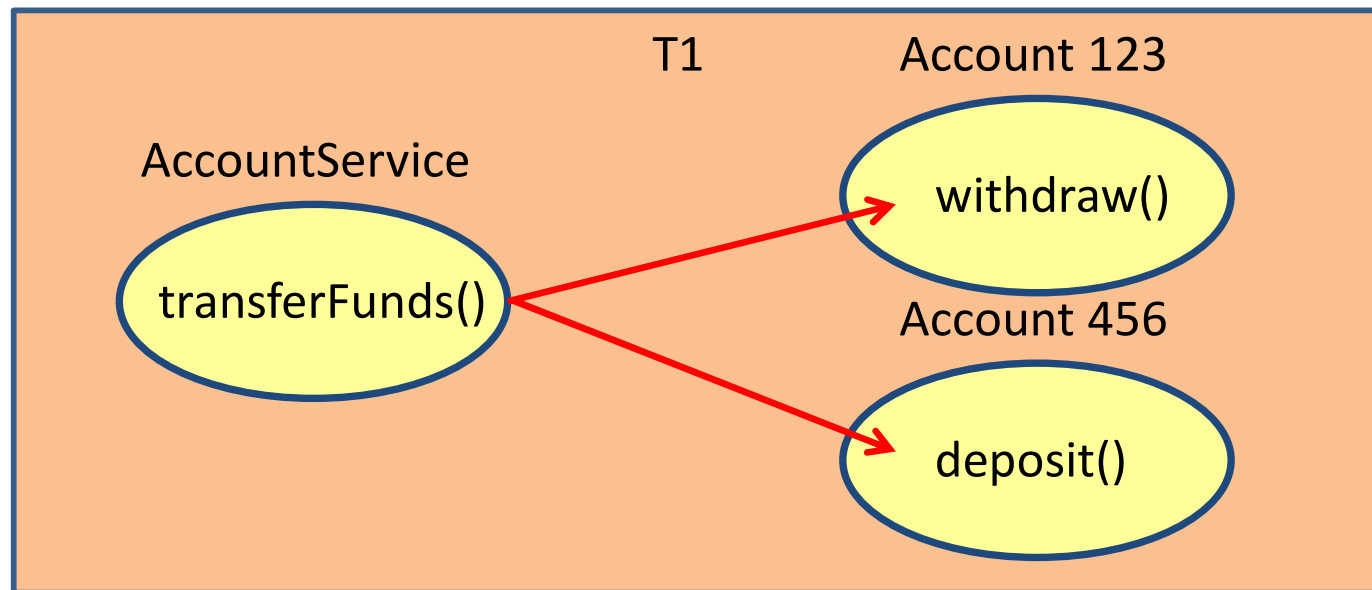 T1
Account 123
AccountService
withdraw()
transferFunds()
Account 456
deposit()